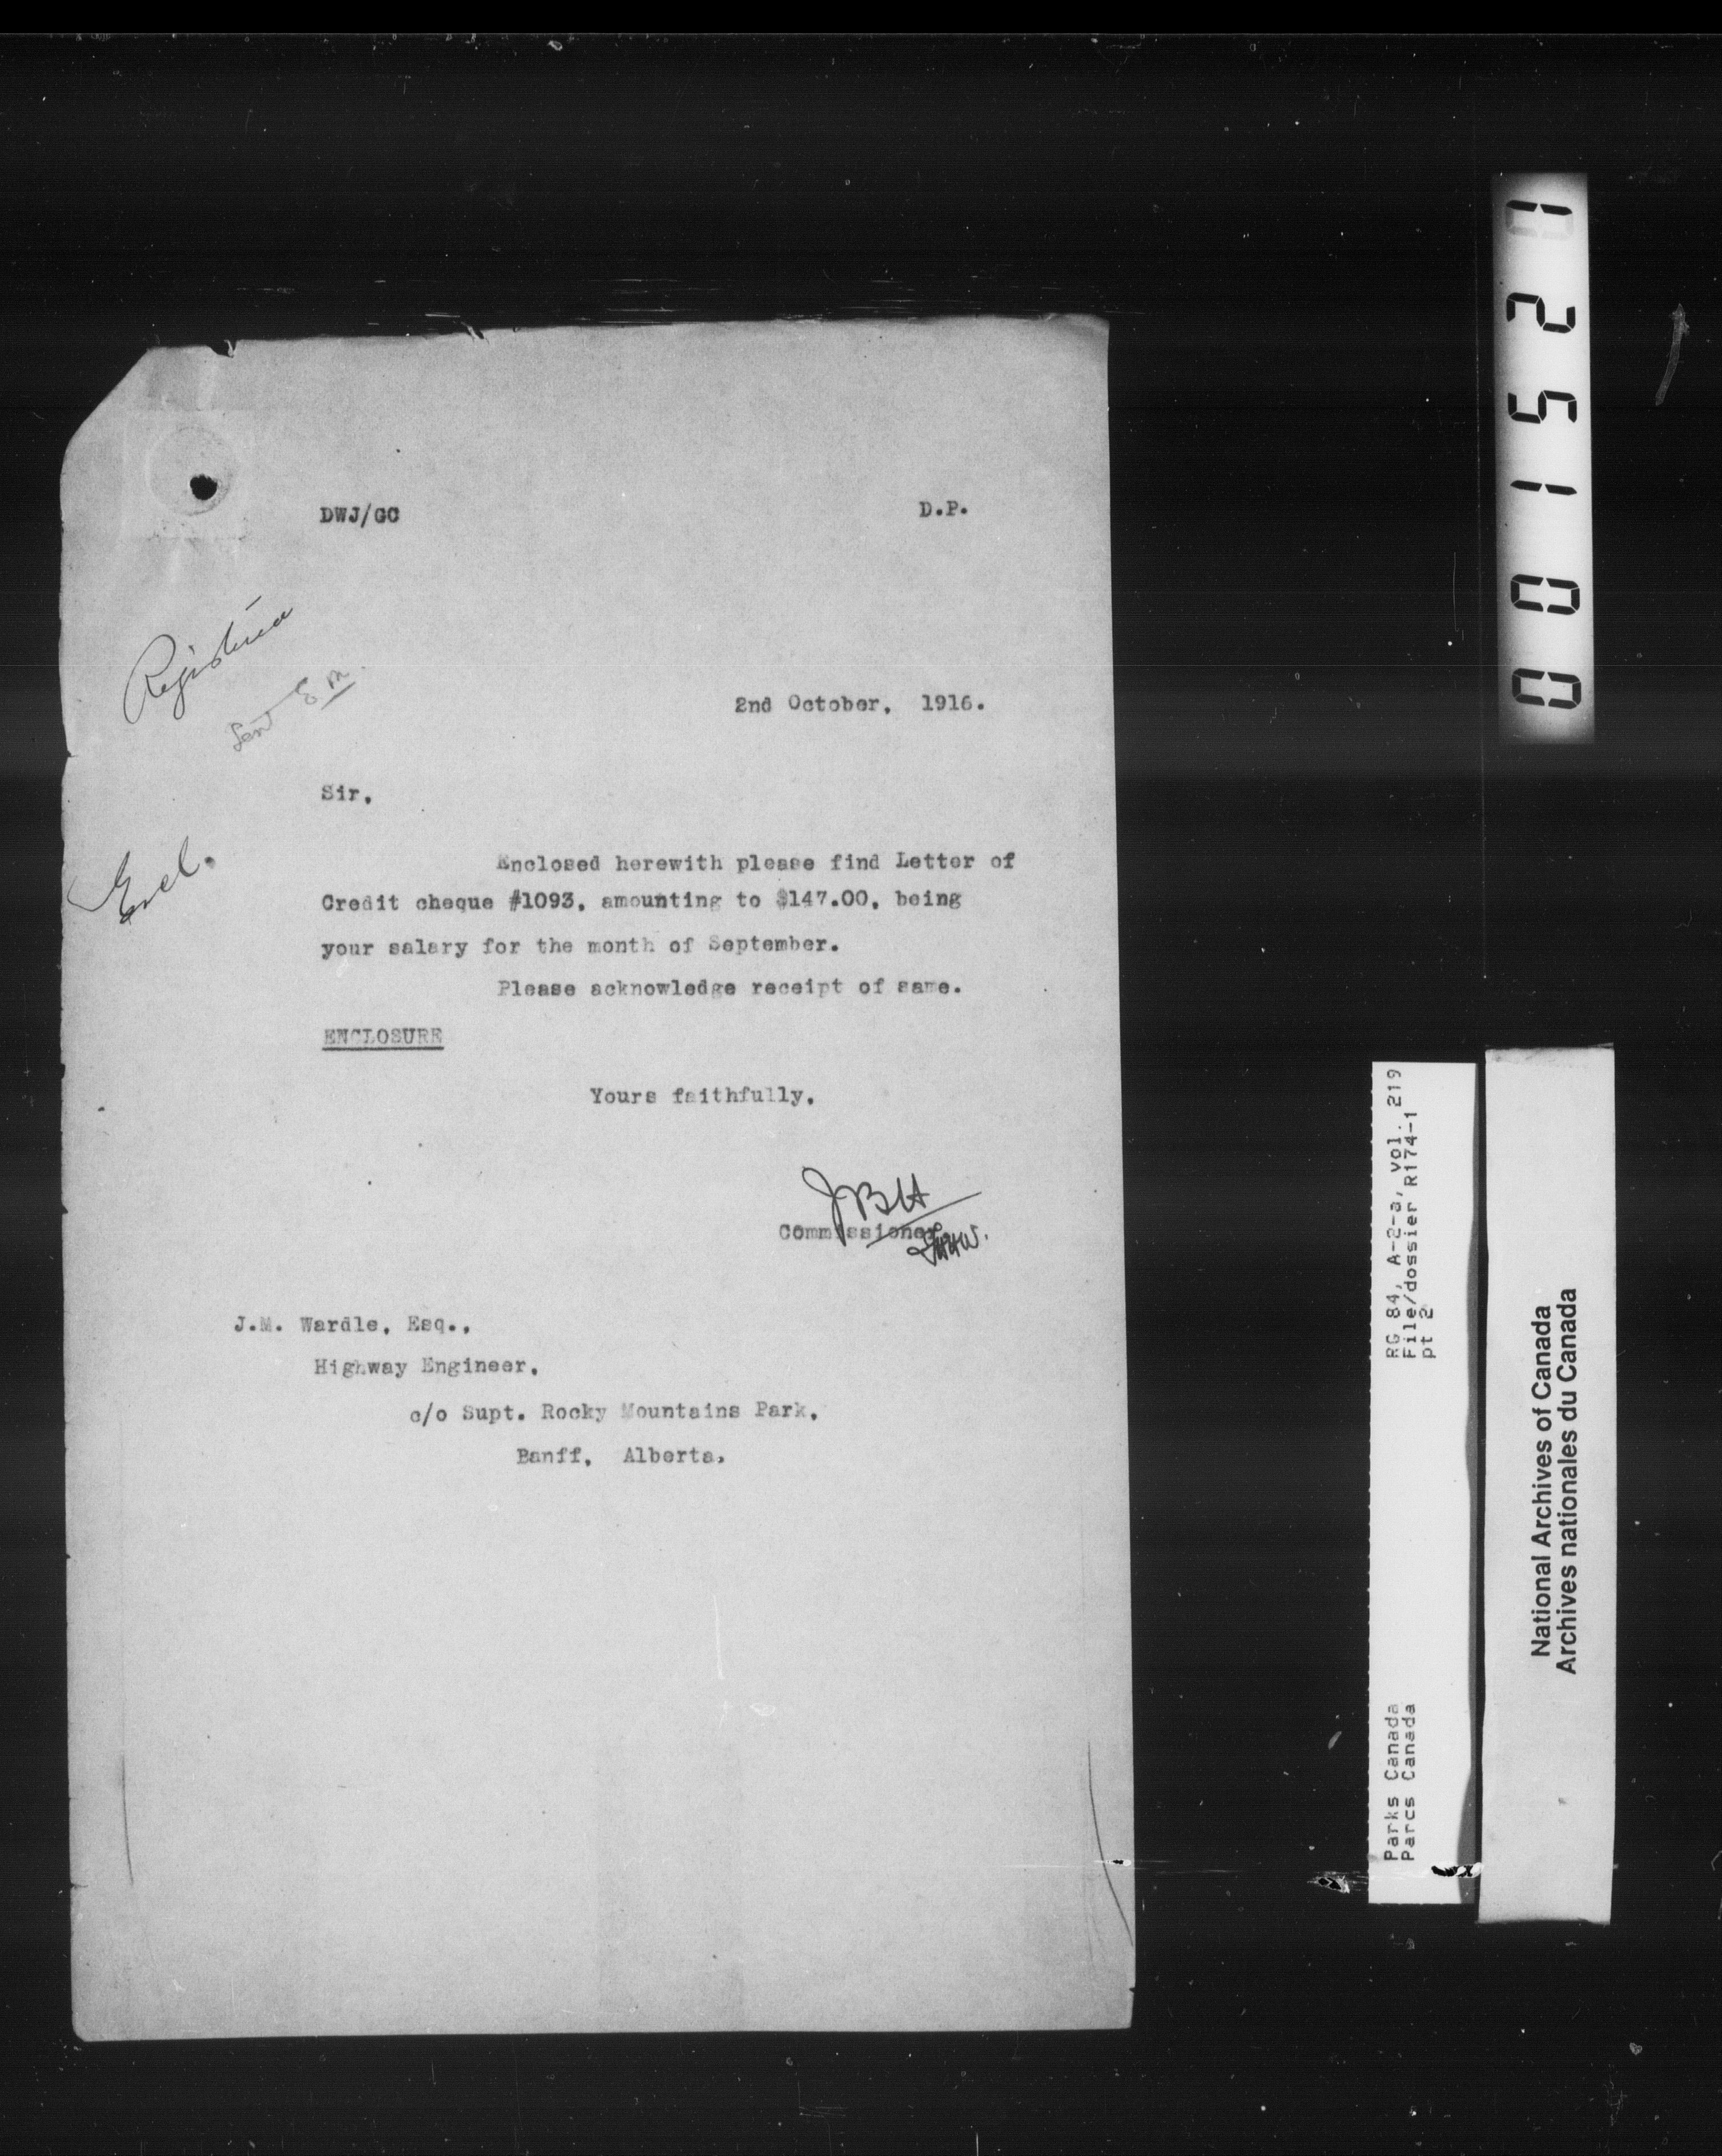 DWJ/GC D.P.
Registered
Sent
2nd October, 1916.
Sir,
Encl.
Enclosed herewith please find Letter of
Credit cheque #1093, amounting to $147.00, being
your salary for the month of September.
Please acknowledge receipt of same.
ENCLOSURE
Yours faithfully,
JBH
Commissioner.
J.M. Wardle, Esq.,
Highway Engineer,
c/o Supt. Rocky Mountains Park,
Banff, Alberta.
001521
RG 84, A-2-a, vol. 219
File/dossier R174-1
pt 2
Parks Canada
Parcs Canada
National Archives of Canada
Archives nationales du Canada